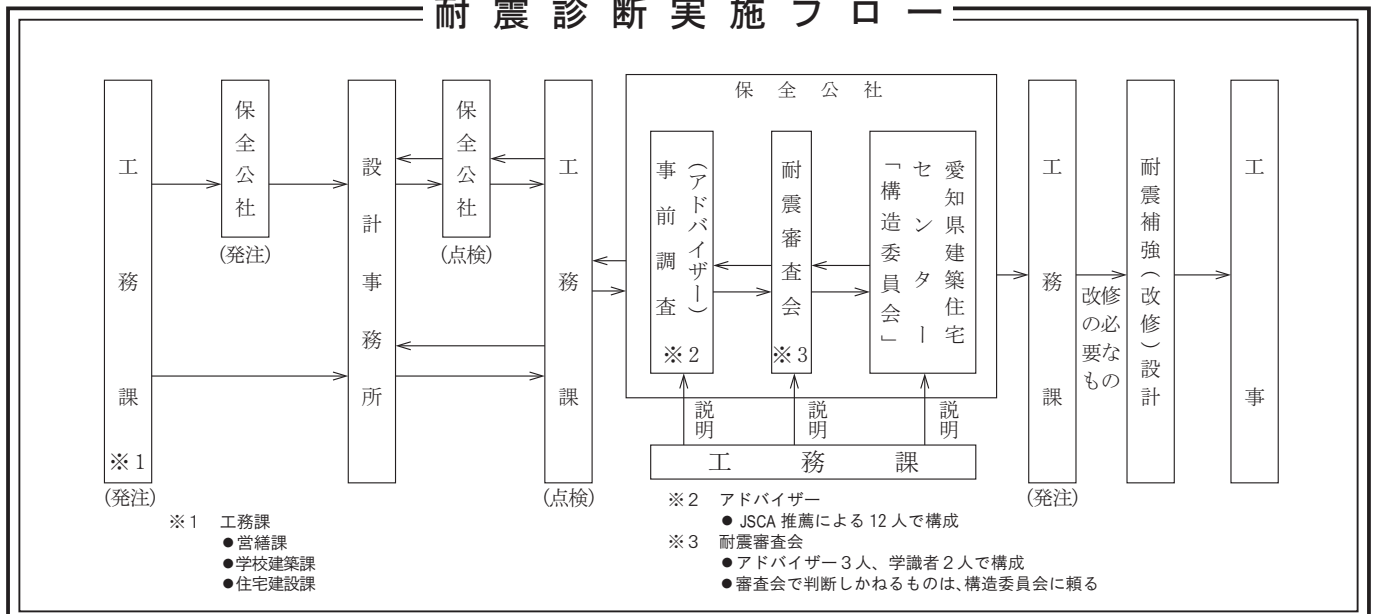 耐震診断実施フロー
工務課
※1
(発注)
保全公社
(発注)
設計事務所
保全公社
(点検)
工務課
(点検)
保全公社
事前調査
(アドバイザー)
※2
耐震審査会
※3
愛知県建築住宅
センター
「構造委員会」
説明
説明
説明
工務課
工務課
(発注)
改修の必要なもの
耐震補強(改修)設計
工事
※1 工務課
●営繕課
●学校建築課
●住宅建設課
※2 アドバイザー
● JSCA 推薦による 12 人で構成
※3 耐震審査会
●アドバイザー3人、学識者2人で構成
●審査会で判断しかねるものは、構造委員会に頼る